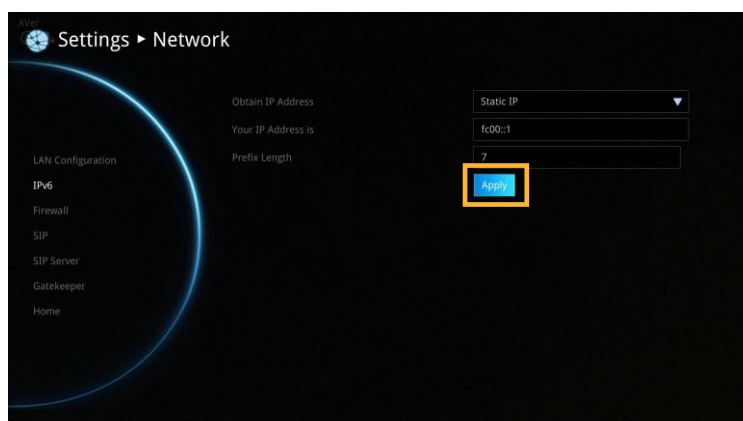 AVer
Settings ▸ Network
Obtain IP Address
Static IP
Your IP Address is
fc00::1
Prefix Length
7
Apply
LAN Configuration
IPv6
Firewall
SIP
SIP Server
Gatekeeper
Home